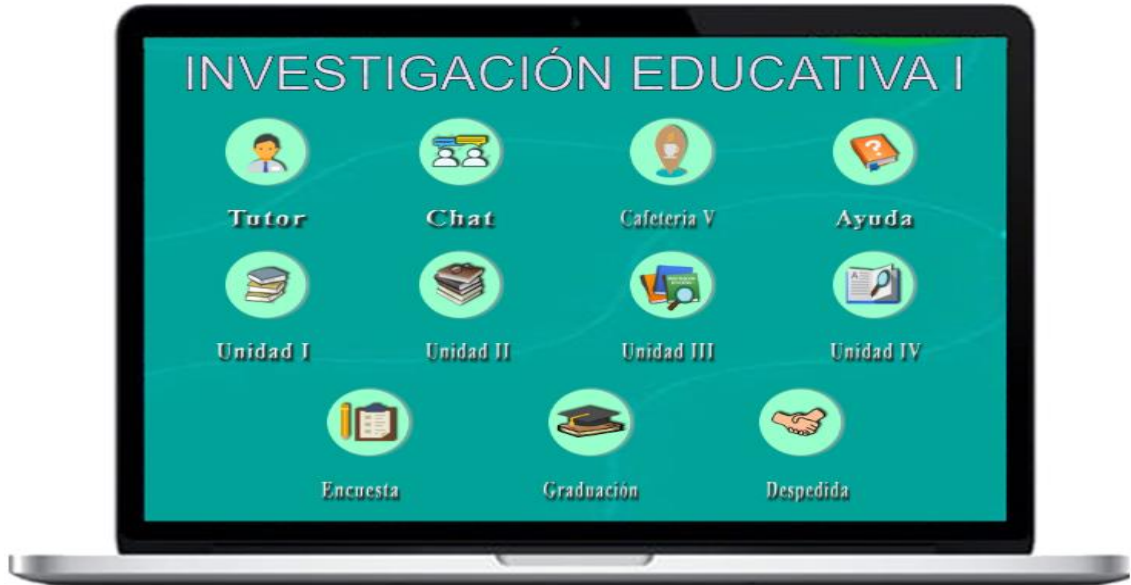 INVESTIGACIÓN EDUCATIVA I
Tutor Chat Cafeteria V Ayuda
Unidad I Unidad II Unidad III Unidad IV
Encuesta Graduación Despedida